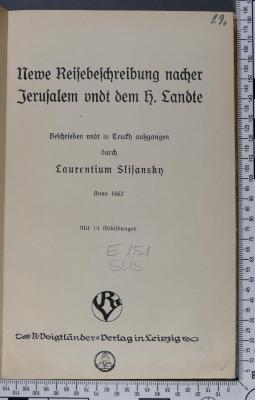 29.
Newe Reisebeschreibung nacher
Jerusalem vndt dem H. Landte
Beschrieben vndt in Truckh außgangen
durch
Laurentium Slisansky
Anno 1662
Mit 14 Abbildungen
E 151
SLIS
R. Voigtländers Verlag in Leipzig